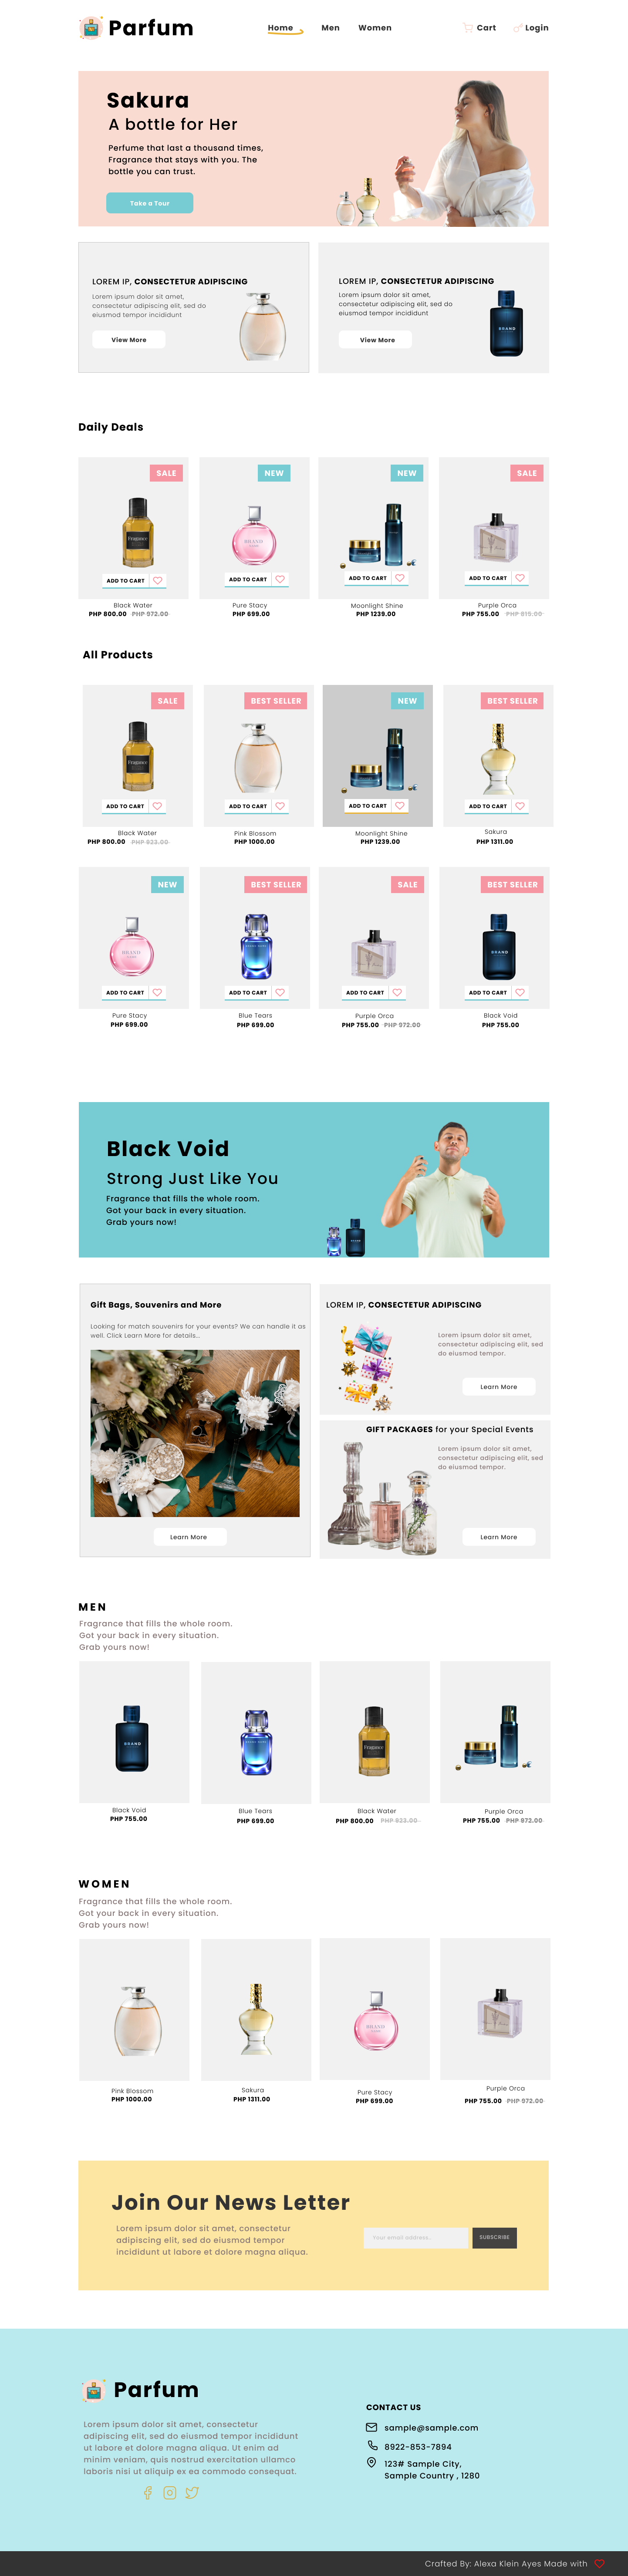 Parfum
Home Men Women Cart Login
Sakura
A bottle for Her
Perfume that last a thousand times,
Fragrance that stays with you. The
bottle you can trust.
Take a Tour
LOREM IP, CONSECTETUR ADIPISCING
Lorem ipsum dolor sit amet,
consectetur adipiscing elit, sed do
eiusmod tempor incididunt
View More
LOREM IP, CONSECTETUR ADIPISCING
Lorem ipsum dolor sit amet,
consectetur adipiscing elit, sed do
eiusmod tempor incididunt
View More
BRAND
Daily Deals
SALE
Fragrance
ADD TO CART
Black Water
PHP 800.00 PHP 972.00
NEW
BRAND
ADD TO CART
Pure Stacy
PHP 699.00
NEW
ADD TO CART
Moonlight Shine
PHP 1239.00
SALE
ADD TO CART
Purple Orca
PHP 755.00 PHP 815.00
All Products
SALE
Fragrance
ADD TO CART
Black Water
PHP 800.00 PHP 923.00
BEST SELLER
ADD TO CART
Pink Blossom
PHP 1000.00
NEW
ADD TO CART
Moonlight Shine
PHP 1239.00
BEST SELLER
ADD TO CART
Sakura
PHP 1311.00
NEW
BRAND
ADD TO CART
Pure Stacy
PHP 699.00
BEST SELLER
ADD TO CART
Blue Tears
PHP 699.00
SALE
ADD TO CART
Purple Orca
PHP 755.00 PHP 972.00
BEST SELLER
BRAND
ADD TO CART
Black Void
PHP 755.00
Black Void
Strong Just Like You
Fragrance that fills the whole room.
Got your back in every situation.
Grab yours now!
BRAND
Gift Bags, Souvenirs and More
Looking for match souvenirs for your events? We can handle it as
well. Click Learn More for details...
Learn More
LOREM IP, CONSECTETUR ADIPISCING
Lorem ipsum dolor sit amet,
consectetur adipiscing elit, sed
do eiusmod tempor.
Learn More
GIFT PACKAGES for your Special Events
Lorem ipsum dolor sit amet,
consectetur adipiscing elit, sed
do eiusmod tempor.
Learn More
MEN
Fragrance that fills the whole room.
Got your back in every situation.
Grab yours now!
BRAND
Black Void
PHP 755.00
Blue Tears
PHP 699.00
Fragrance
Black Water
PHP 800.00 PHP 923.00
Purple Orca
PHP 755.00 PHP 972.00
WOMEN
Fragrance that fills the whole room.
Got your back in every situation.
Grab yours now!
Pink Blossom
PHP 1000.00
Sakura
PHP 1311.00
BRAND
Pure Stacy
PHP 699.00
Purple Orca
PHP 755.00 PHP 972.00
Join Our News Letter
Lorem ipsum dolor sit amet, consectetur
adipiscing elit, sed do eiusmod tempor
incididunt ut labore et dolore magna aliqua.
Your email address...
SUBSCRIBE
Parfum
Lorem ipsum dolor sit amet, consectetur
adipiscing elit, sed do eiusmod tempor incididunt
ut labore et dolore magna aliqua. Ut enim ad
minim veniam, quis nostrud exercitation ullamco
laboris nisi ut aliquip ex ea commodo consequat.
CONTACT US
sample@sample.com
8922-853-7894
123# Sample City,
Sample Country , 1280
Crafted By: Alexa Klein Ayes Made with